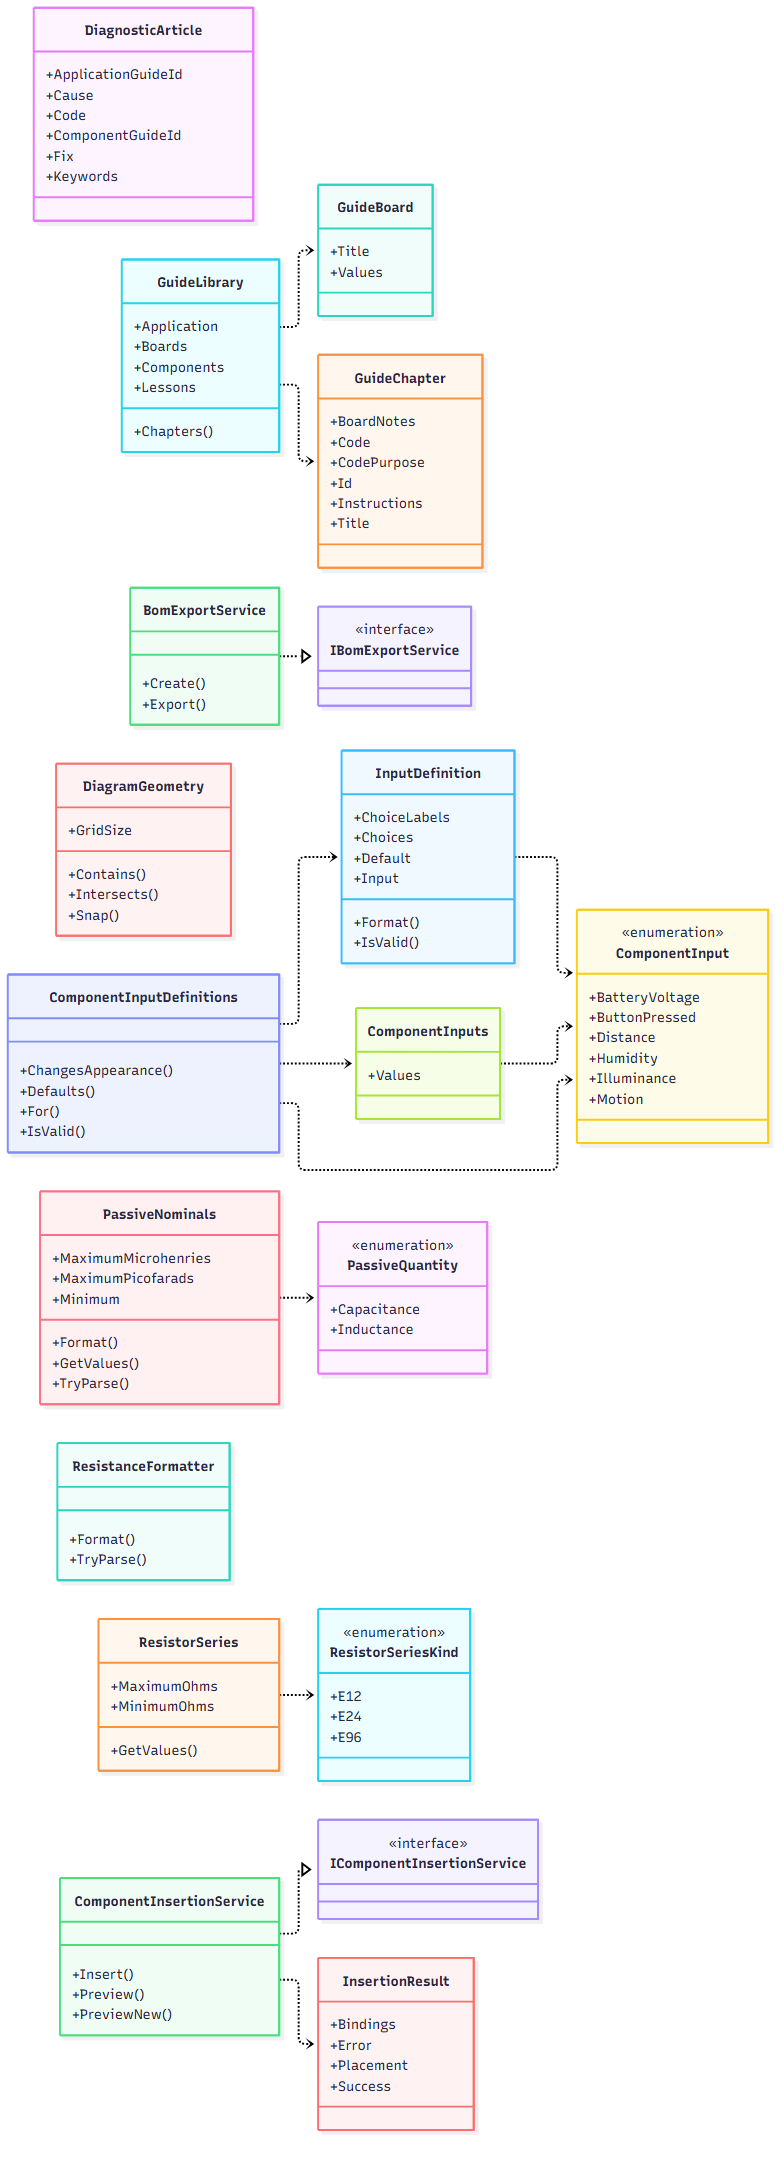 DiagnosticArticle
+ApplicationGuideId
+Cause
+Code
+ComponentGuideId
+Fix
+Keywords
GuideBoard
+Title
+Values
GuideLibrary
+Application
+Boards
+Components
+Lessons
+Chapters()
GuideChapter
+BoardNotes
+Code
+CodePurpose
+Id
+Instructions
+Title
BomExportService
+Create()
+Export()
«interface»
IBomExportService
DiagramGeometry
+GridSize
+Contains()
+Intersects()
+Snap()
InputDefinition
+ChoiceLabels
+Choices
+Default
+Input
+Format()
+IsValid()
«enumeration»
ComponentInput
+BatteryVoltage
+ButtonPressed
+Distance
+Humidity
+Illuminance
+Motion
ComponentInputDefinitions
+ChangesAppearance()
+Defaults()
+For()
+IsValid()
ComponentInputs
+Values
PassiveNominals
+MaximumMicrohenries
+MaximumPicofarads
+Minimum
+Format()
+GetValues()
+TryParse()
«enumeration»
PassiveQuantity
+Capacitance
+Inductance
ResistanceFormatter
+Format()
+TryParse()
ResistorSeries
+MaximumOhms
+MinimumOhms
+GetValues()
«enumeration»
ResistorSeriesKind
+E12
+E24
+E96
«interface»
IComponentInsertionService
ComponentInsertionService
+Insert()
+Preview()
+PreviewNew()
InsertionResult
+Bindings
+Error
+Placement
+Success